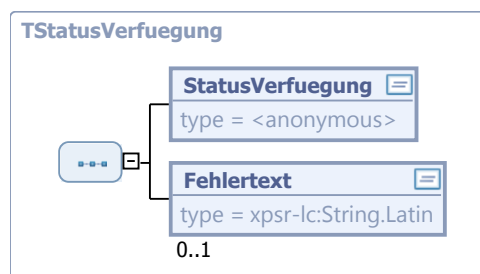 TStatusVerfuegung
StatusVerfuegung
type = <anonymous>
Fehlertext
type = xpsr-lc:String.Latin
0..1